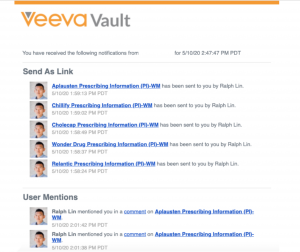 Veeva Vault
You have received the following notifications from for 5/10/20 2:47:47 PM PDT
Send As Link
Aplausten Prescribing Information (PI)-WM has been sent to you by Ralph Lin.
5/10/20 1:59:13 PM PDT
Chillify Prescribing Information (PI)-WM has been sent to you by Ralph Lin.
5/10/20 1:59:02 PM PDT
Cholecap Prescribing Information (PI)-WM has been sent to you by Ralph Lin.
5/10/20 1:58:48 PM PDT
Wonder Drug Prescribing Information (PI)-WM has been sent to you by Ralph Lin.
5/10/20 1:58:37 PM PDT
Relantic Prescribing Information (PI)-WM has been sent to you by Ralph Lin.
5/10/20 1:58:24 PM PDT
User Mentions
Ralph Lin mentioned you in a comment on Aplausten Prescribing Information (PI)-
WM
5/10/20 2:01:42 PM PDT
Ralph Lin mentioned you in a comment on Aplausten Prescribing Information (PI)-
WM
5/10/20 2:01:38 PM PDT